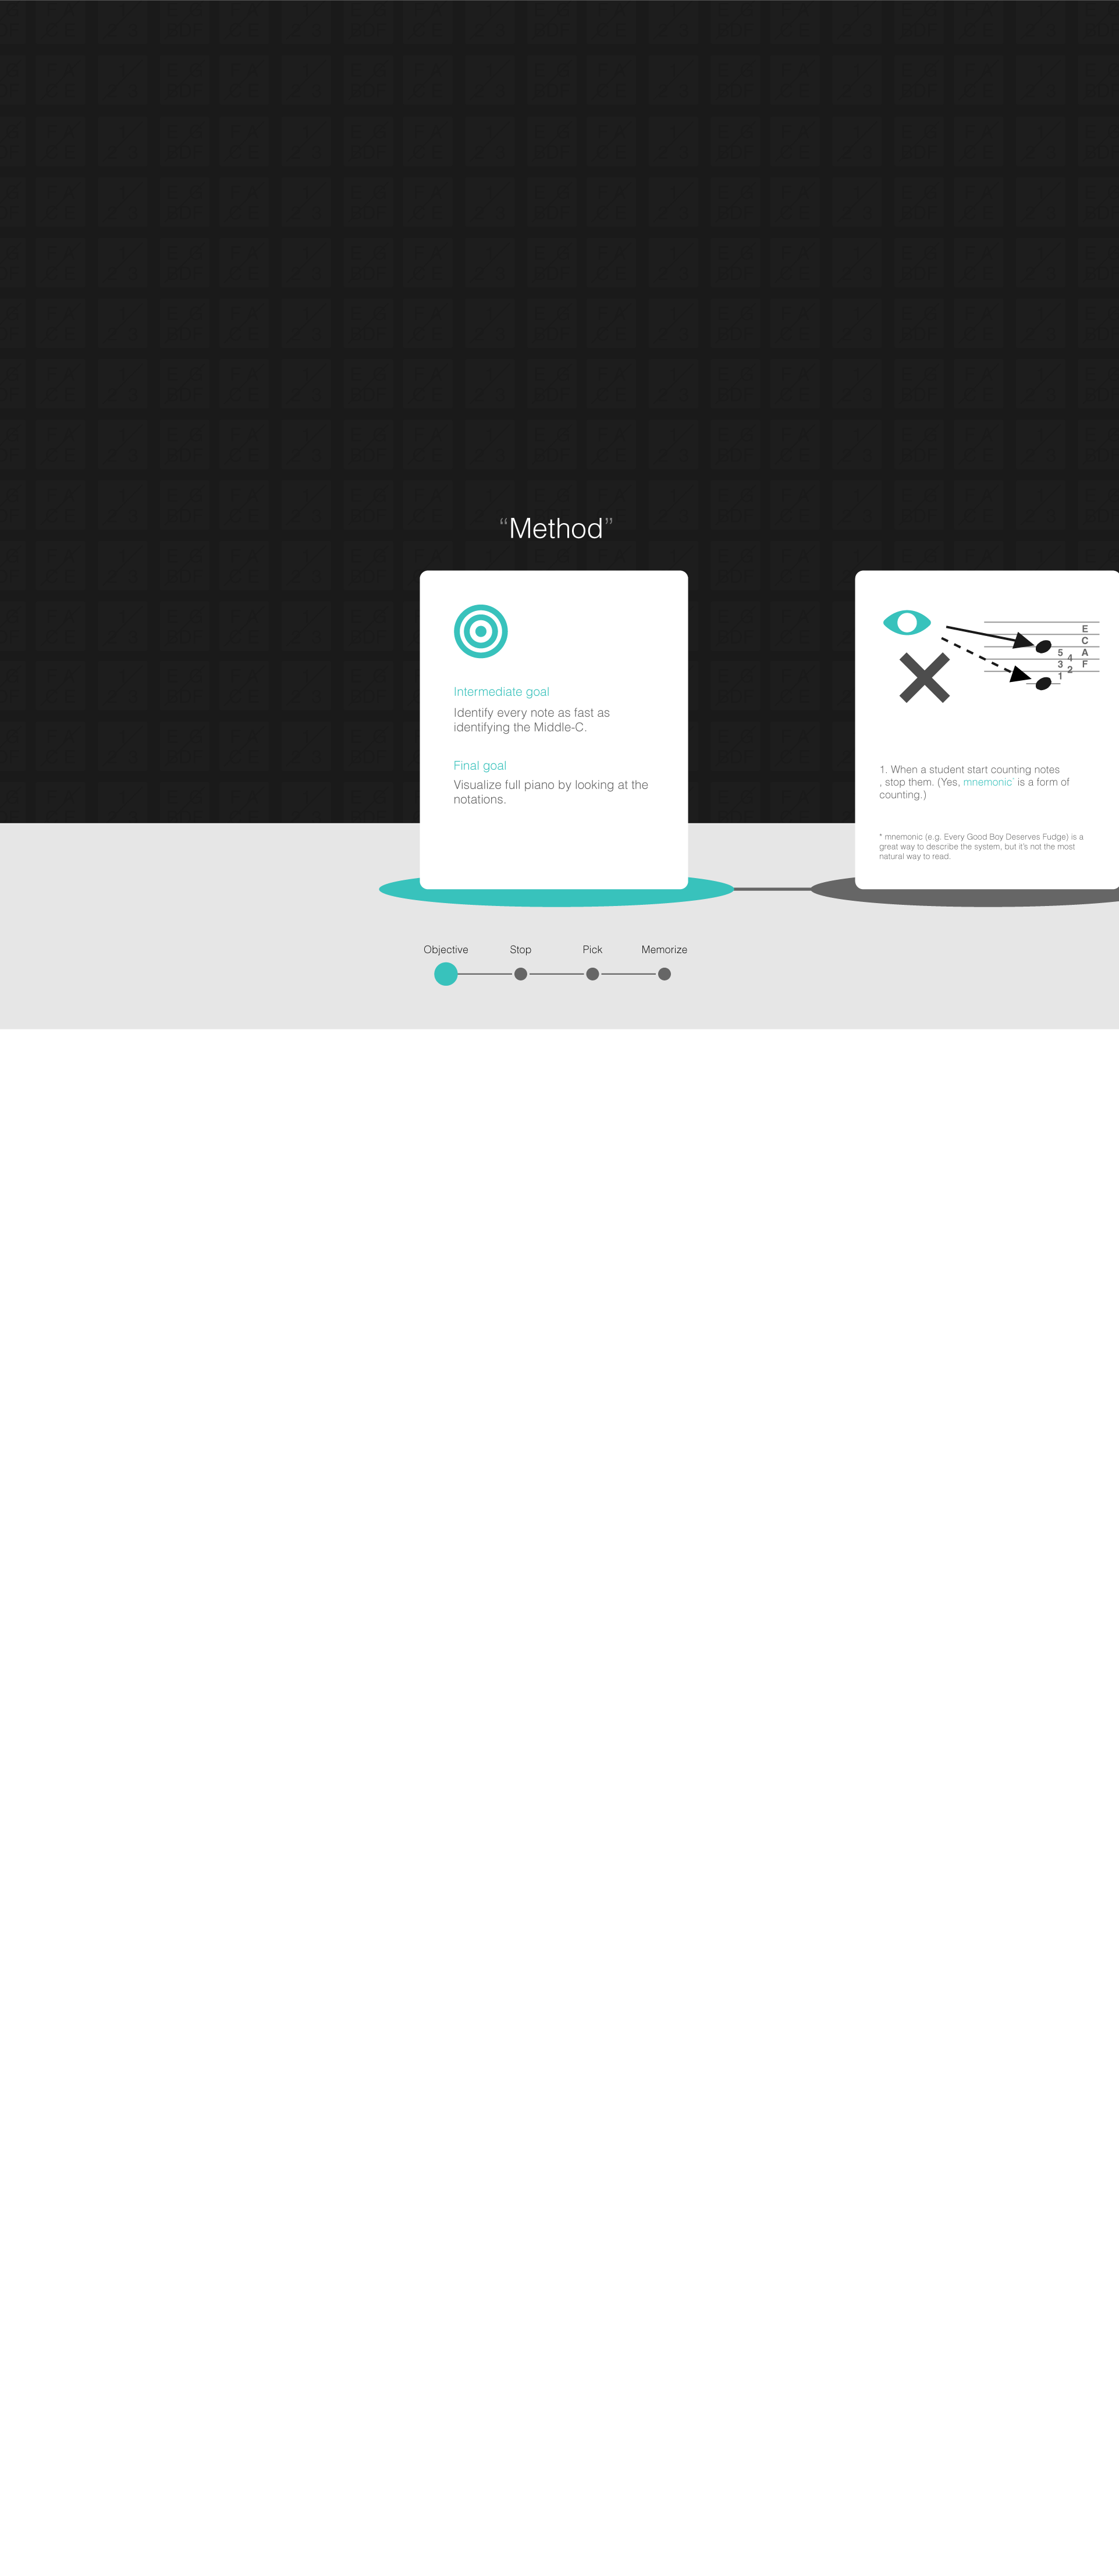 “Method”
Intermediate goal
Identify every note as fast as
identifying the Middle-C.
Final goal
Visualize full piano by looking at the
notations.
E
C
5 A
4
3 F
2
1
1. When a student start counting notes
, stop them. (Yes, mnemonic* is a form of
counting.)
* mnemonic (e.g. Every Good Boy Deserves Fudge) is a
great way to describe the system, but it's not the most
natural way to read.
Objective Stop Pick Memorize